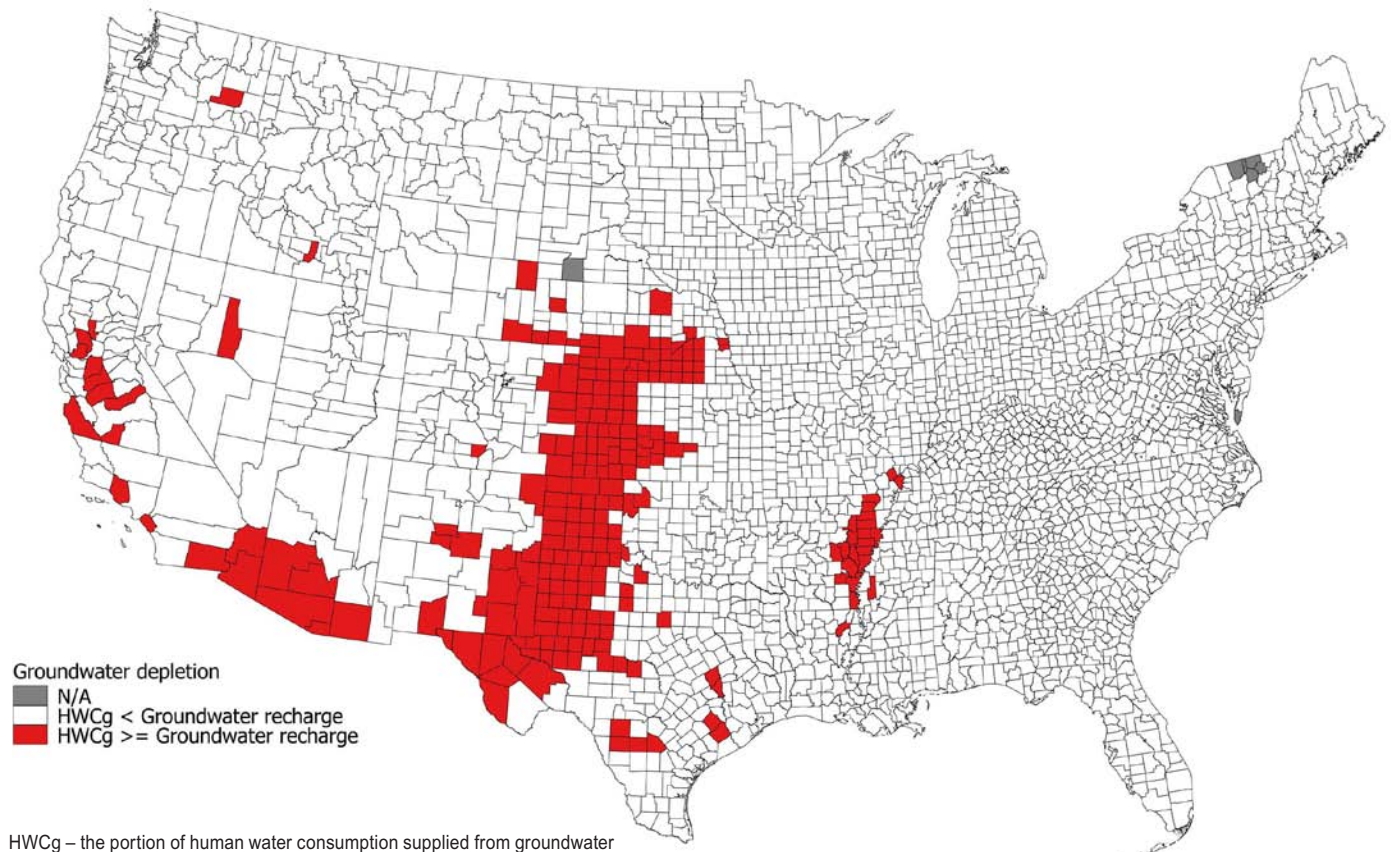 Groundwater depletion
N/A
HWCg < Groundwater recharge
HWCg >= Groundwater recharge
HWCg – the portion of human water consumption supplied from groundwater